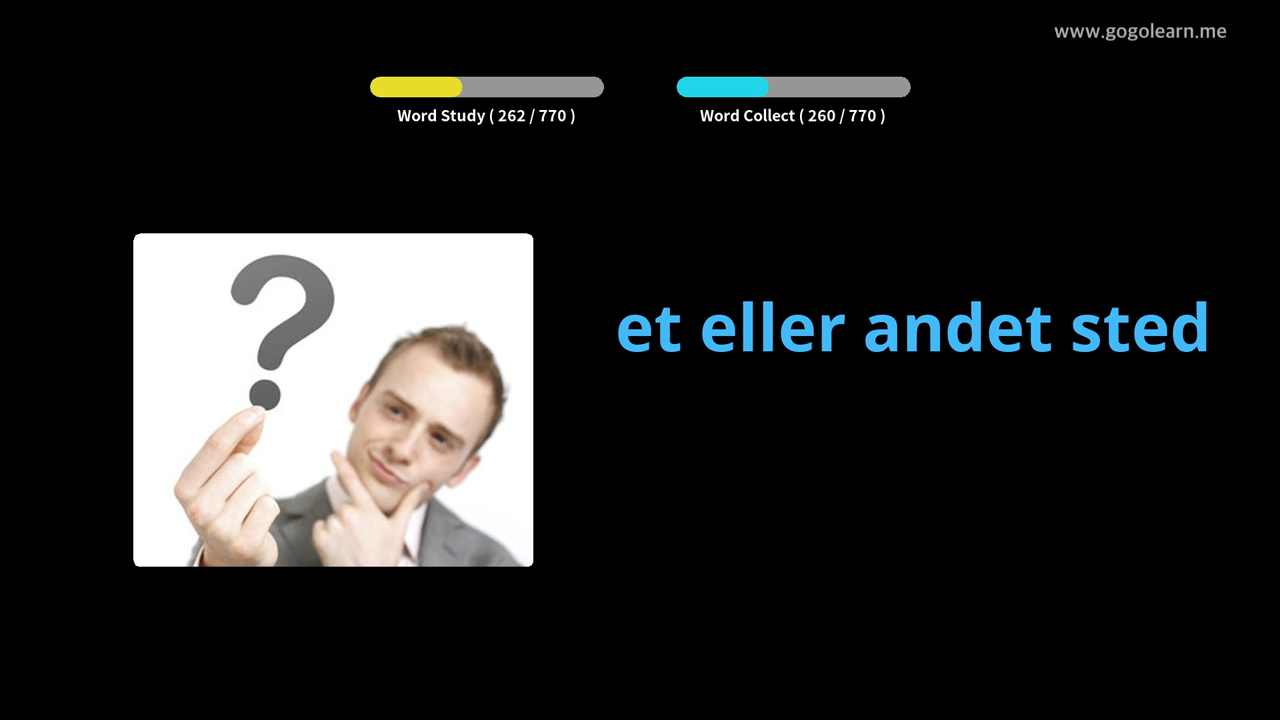 www.gogolearn.me
Word Study ( 262 / 770 )
Word Collect ( 260 / 770 )
?
et eller andet sted